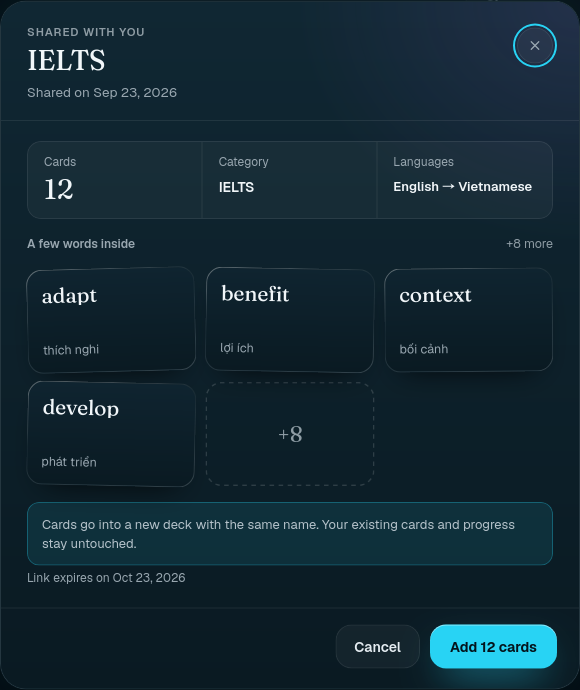 SHARED WITH YOU
IELTS
Shared on Sep 23, 2026
Cards
12
Category
IELTS
Languages
English → Vietnamese
A few words inside
+8 more
adapt
thích nghi
benefit
lợi ích
context
bối cảnh
develop
phát triển
+8
Cards go into a new deck with the same name. Your existing cards and progress
stay untouched.
Link expires on Oct 23, 2026
Cancel
Add 12 cards